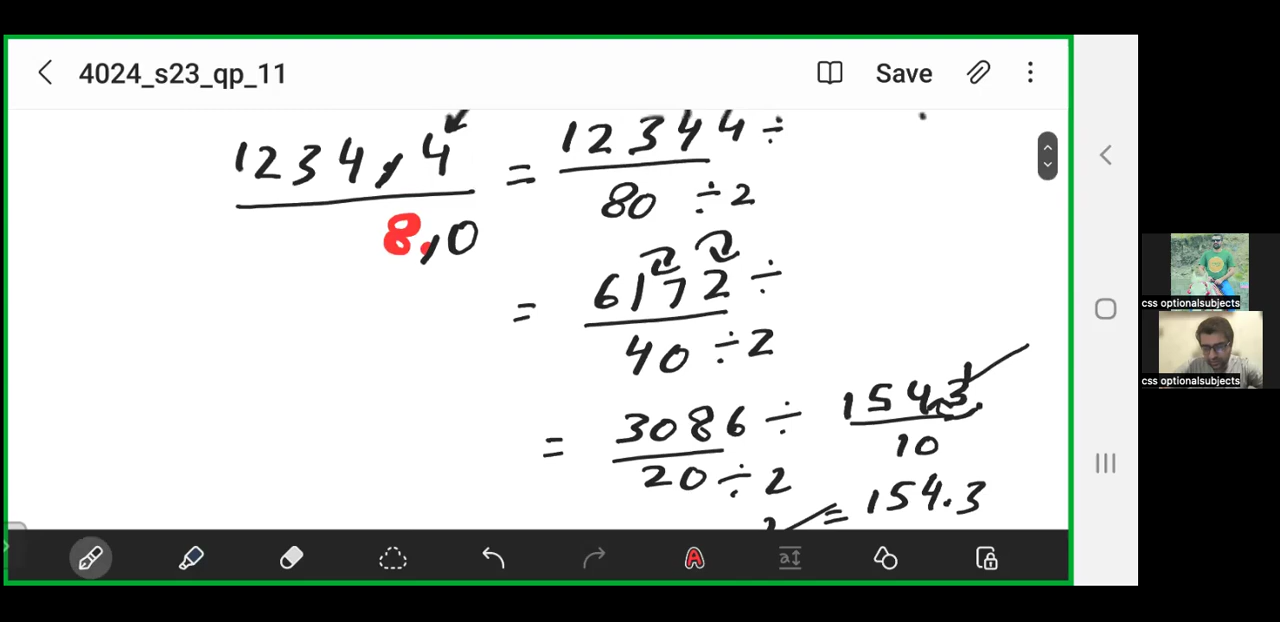 4024_s23_qp_11
Save
1234,4 = 12344 ÷
8.,0 80 ÷2
= 6172 ÷
40 ÷2
= 3086 ÷ 1543
20 ÷2 10
= 154.3
css optionalsubjects
css optionalsubjects
A
a